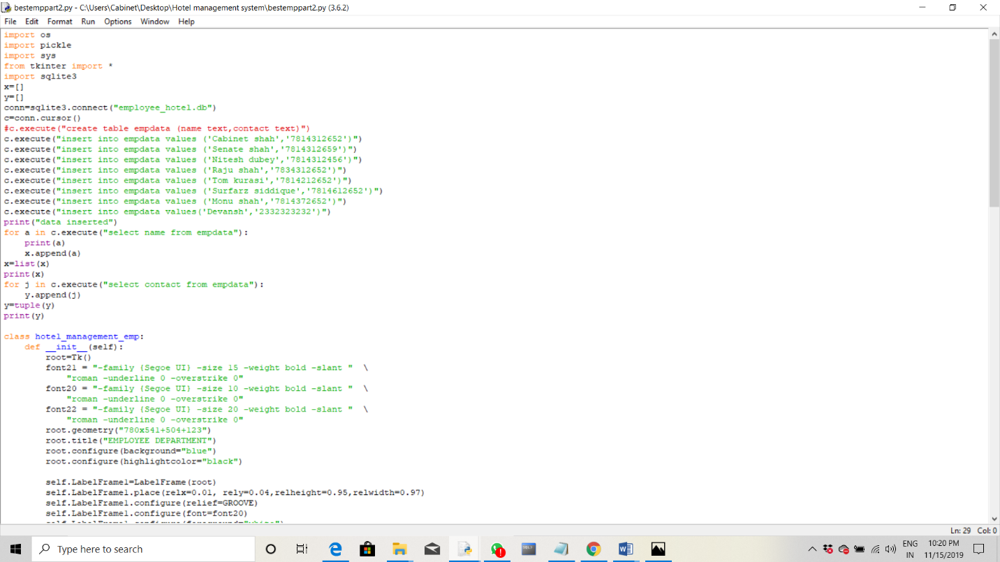 bestemppart2.py - C:\Users\Cabinet\Desktop\Hotel management system\bestemppart2.py (3.6.2)
File Edit Format Run Options Window Help
import os
import pickle
import sys
from tkinter import *
import sqlite3
x=[]
y=[]
conn=sqlite3.connect("employee_hotel.db")
c=conn.cursor()
#c.execute("create table empdata (name text,contact text)")
c.execute("insert into empdata values ('Cabinet shah','7814312652')")
c.execute("insert into empdata values ('Senate shah','7814312659')")
c.execute("insert into empdata values ('Nitesh dubey','7814312456')")
c.execute("insert into empdata values ('Raju shah','7834312652')")
c.execute("insert into empdata values ('Tom kurasi','7814212652')")
c.execute("insert into empdata values ('Surfarz siddique','7814612652')")
c.execute("insert into empdata values ('Monu shah','7814372652')")
c.execute("insert into empdata values('Devansh','2332323232')")
print("data inserted")
for a in c.execute("select name from empdata"):
    print(a)
    x.append(a)
x=list(x)
print(x)
for j in c.execute("select contact from empdata"):
    y.append(j)
y=tuple(y)
print(y)
class hotel_management_emp:
    def __init__(self):
        root=Tk()
        font21 = "-family {Segoe UI} -size 15 -weight bold -slant "  \
            "roman -underline 0 -overstrike 0"
        font20 = "-family {Segoe UI} -size 10 -weight bold -slant "  \
            "roman -underline 0 -overstrike 0"
        font22 = "-family {Segoe UI} -size 20 -weight bold -slant "  \
            "roman -underline 0 -overstrike 0"
        root.geometry("780x541+504+123")
        root.title("EMPLOYEE DEPARTMENT")
        root.configure(background="blue")
        root.configure(highlightcolor="black")
        self.LabelFrame1=LabelFrame(root)
        self.LabelFrame1.place(relx=0.01, rely=0.04,relheight=0.95,relwidth=0.97)
        self.LabelFrame1.configure(relief=GROOVE)
        self.LabelFrame1.configure(font=font20)
Ln: 29 Col: 0
Type here to search
ENG
IN
10:20 PM
11/15/2019